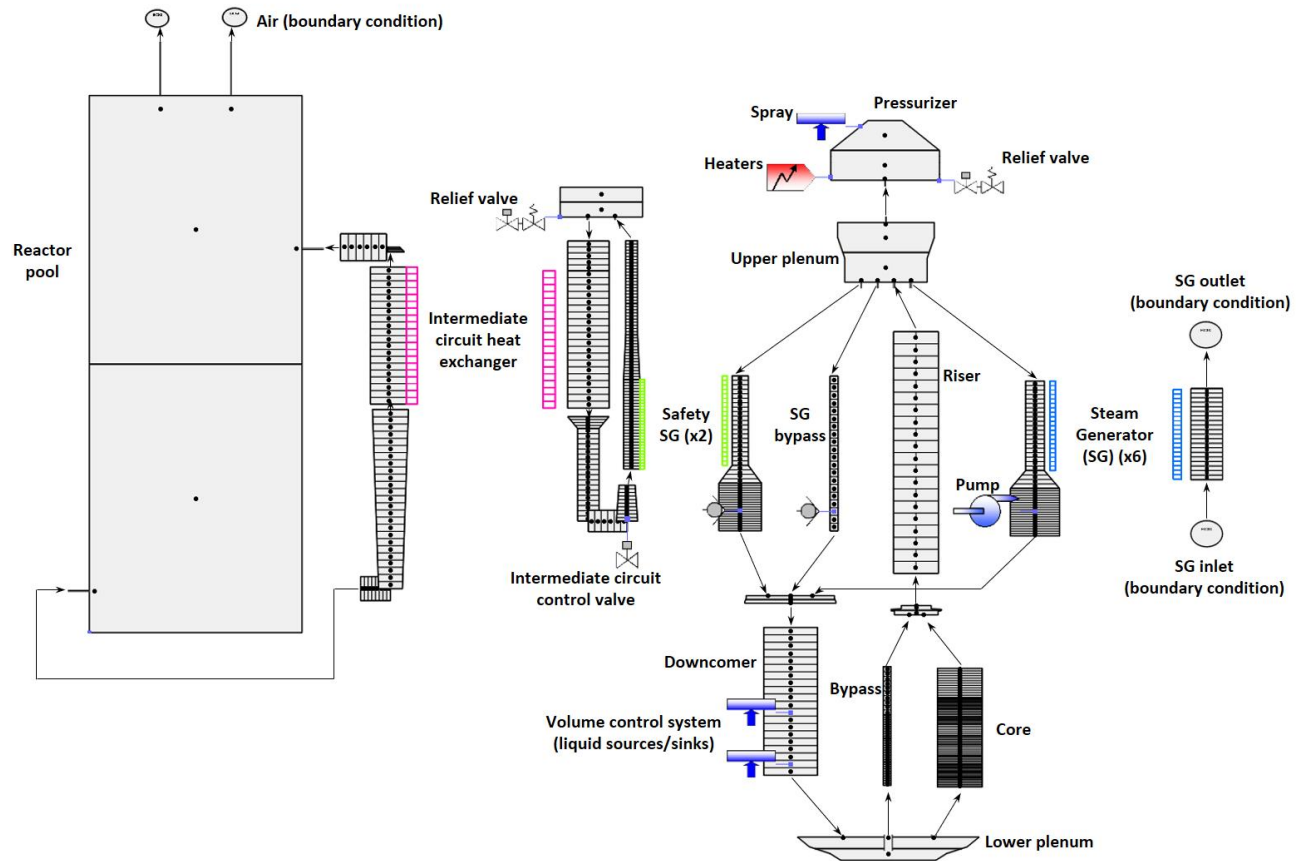 Air (boundary condition)
Reactor
pool
Relief valve
Intermediate
circuit heat
exchanger
Intermediate circuit
control valve
Spray
Pressurizer
Heaters
Relief valve
Upper plenum
Safety
SG (x2)
SG
bypass
Riser
Pump
Steam
Generator
(SG) (x6)
SG outlet
(boundary condition)
SG inlet
(boundary condition)
Downcomer
Volume control system
(liquid sources/sinks)
Bypass
Core
Lower plenum